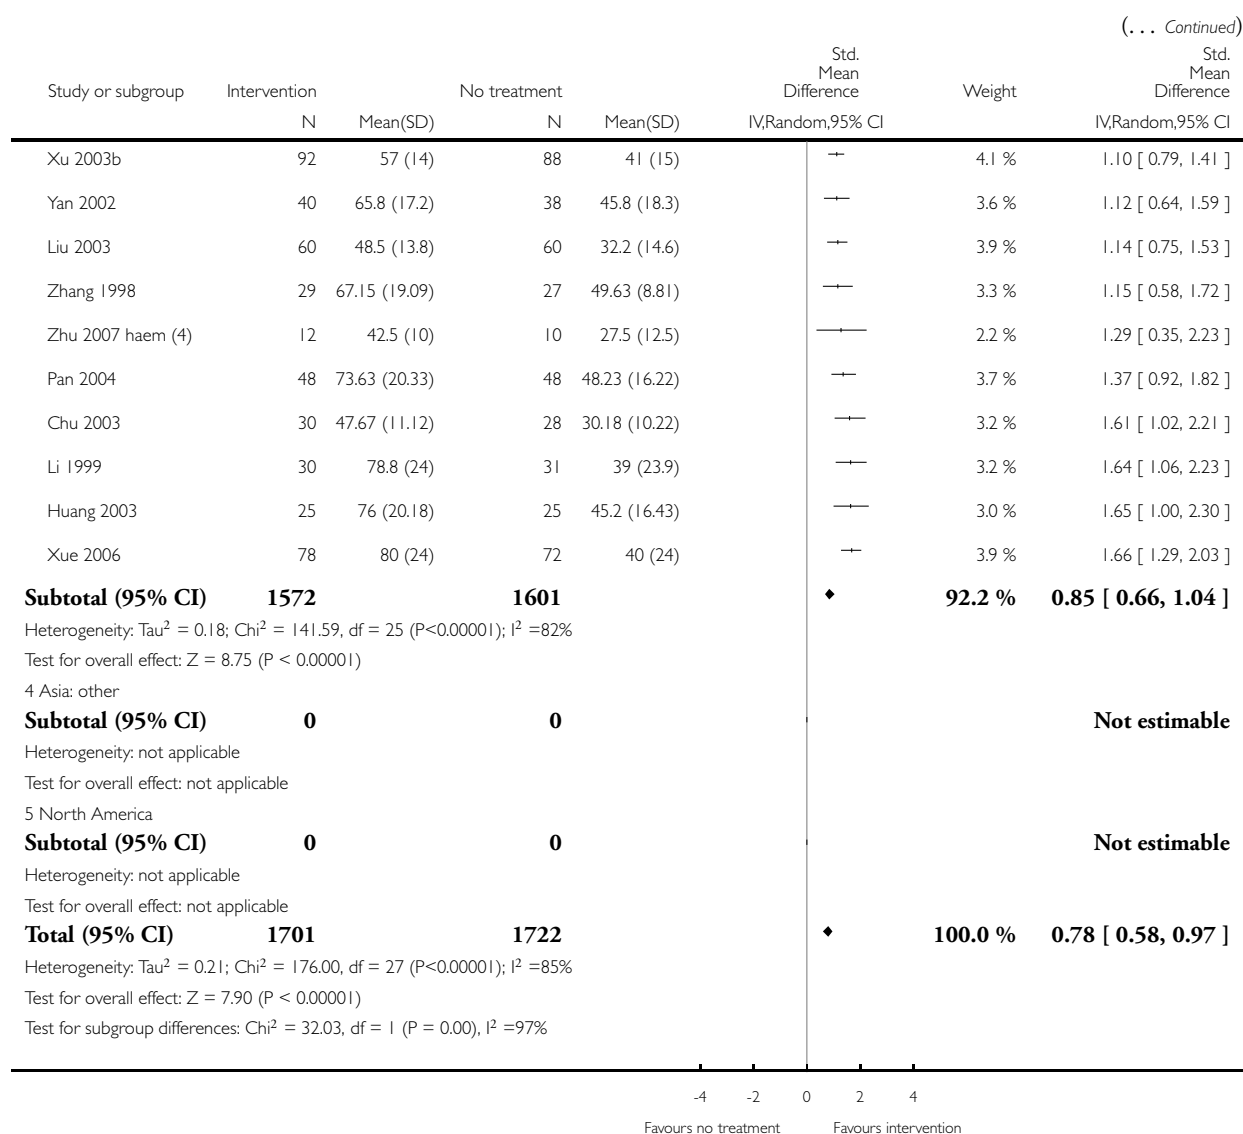 (... Continued)
Study or subgroup Intervention No treatment Std. Mean Difference Weight Std. Mean Difference
N Mean(SD) N Mean(SD) IV,Random,95% CI IV,Random,95% CI
Xu 2003b 92 57 (14) 88 41 (15) 4.1 % 1.10 [ 0.79, 1.41 ]
Yan 2002 40 65.8 (17.2) 38 45.8 (18.3) 3.6 % 1.12 [ 0.64, 1.59 ]
Liu 2003 60 48.5 (13.8) 60 32.2 (14.6) 3.9 % 1.14 [ 0.75, 1.53 ]
Zhang 1998 29 67.15 (19.09) 27 49.63 (8.81) 3.3 % 1.15 [ 0.58, 1.72 ]
Zhu 2007 haem (4) 12 42.5 (10) 10 27.5 (12.5) 2.2 % 1.29 [ 0.35, 2.23 ]
Pan 2004 48 73.63 (20.33) 48 48.23 (16.22) 3.7 % 1.37 [ 0.92, 1.82 ]
Chu 2003 30 47.67 (11.12) 28 30.18 (10.22) 3.2 % 1.61 [ 1.02, 2.21 ]
Li 1999 30 78.8 (24) 31 39 (23.9) 3.2 % 1.64 [ 1.06, 2.23 ]
Huang 2003 25 76 (20.18) 25 45.2 (16.43) 3.0 % 1.65 [ 1.00, 2.30 ]
Xue 2006 78 80 (24) 72 40 (24) 3.9 % 1.66 [ 1.29, 2.03 ]
Subtotal (95% CI) 1572 1601 92.2 % 0.85 [ 0.66, 1.04 ]
Heterogeneity: Tau² = 0.18; Chi² = 141.59, df = 25 (P<0.00001); I² =82%
Test for overall effect: Z = 8.75 (P < 0.00001)
4 Asia: other
Subtotal (95% CI) 0 0 Not estimable
Heterogeneity: not applicable
Test for overall effect: not applicable
5 North America
Subtotal (95% CI) 0 0 Not estimable
Heterogeneity: not applicable
Test for overall effect: not applicable
Total (95% CI) 1701 1722 100.0 % 0.78 [ 0.58, 0.97 ]
Heterogeneity: Tau² = 0.21; Chi² = 176.00, df = 27 (P<0.00001); I² =85%
Test for overall effect: Z = 7.90 (P < 0.00001)
Test for subgroup differences: Chi² = 32.03, df = 1 (P = 0.00), I² =97%
-4 -2 0 2 4
Favours no treatment Favours intervention